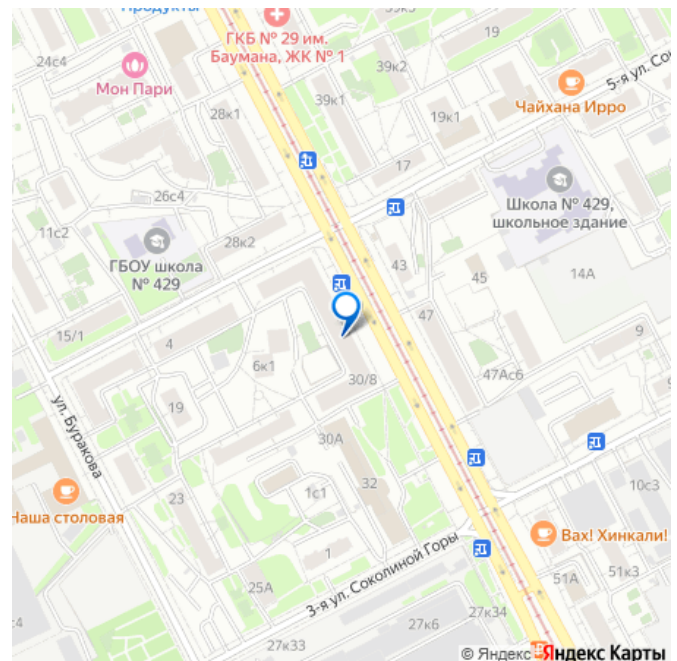 Продукты
39к3
ГКБ № 29 им.
Баумана, ЖК № 1
19
24с4
Мон Пари
39к2
5-я ул. Сок
Чайхана Ирро
28к1
39к1
19к1
17
26с4
Школа № 429,
школьное здание
11с2
28к2
ГБОУ школа
№ 429
43
45
14А
47
15/1
4
9
6к1
30/8
47Ас6
19
ул. Буракова
30А
10с3
23
1с1
32
Наша столовая
Вах! Хинкали!
1
3-я ул. Соколиной Горы
51А
51к3
25А
27к34
27к6
27к33
© Яндекс
Яндекс Карты